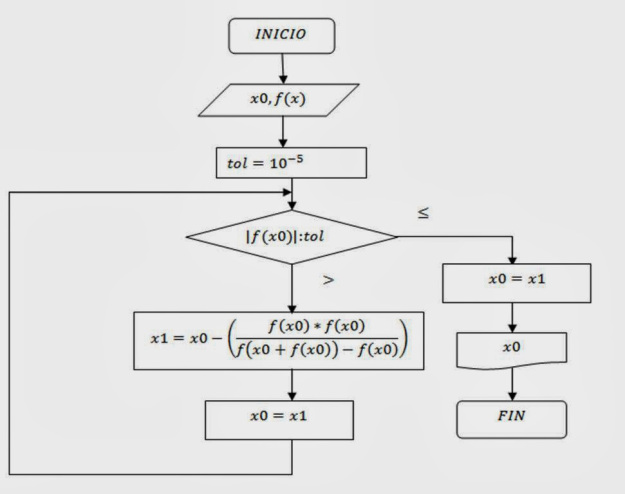 INICIO
x0, f(x)
tol = 10⁻⁵
≤
|f(x0)|:tol
>
x0 = x1
x1 = x0 − (f(x0) * f(x0) / f(x0 + f(x0)) − f(x0))
x0
x0 = x1
FIN